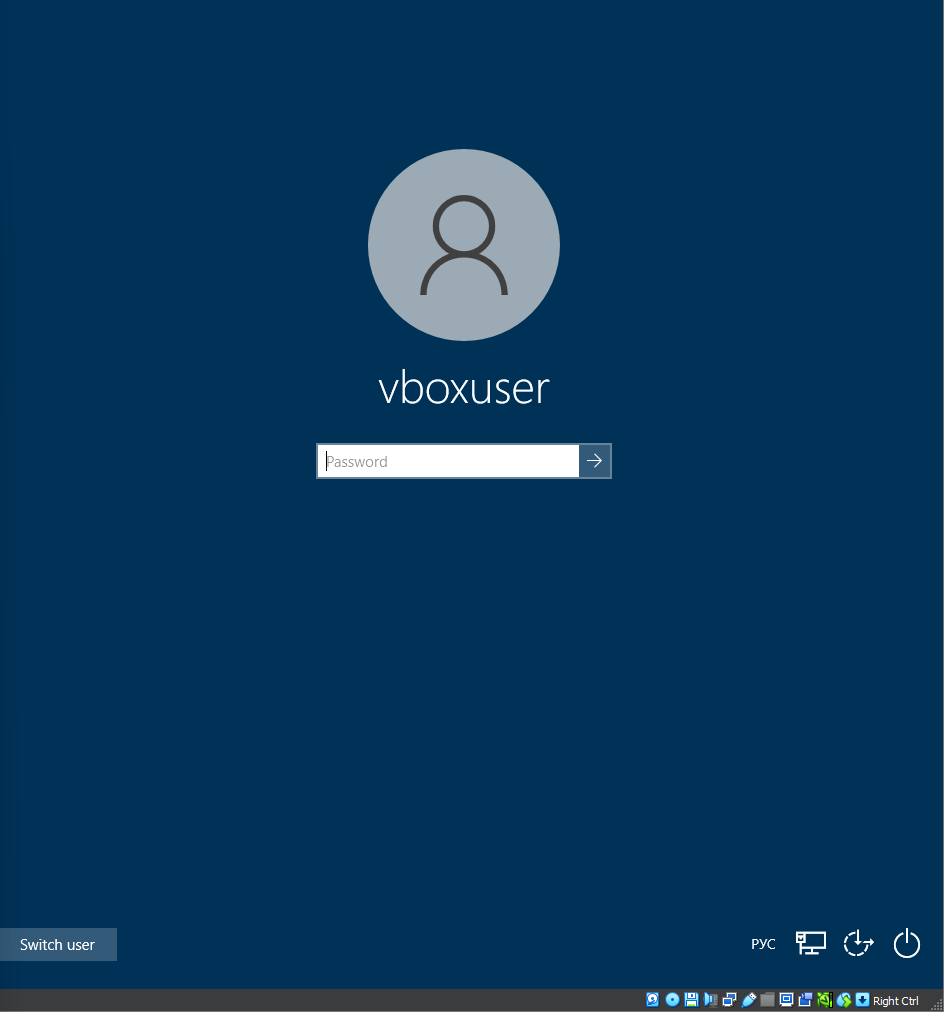 vboxuser
Password
Switch user
РУС
Right Ctrl